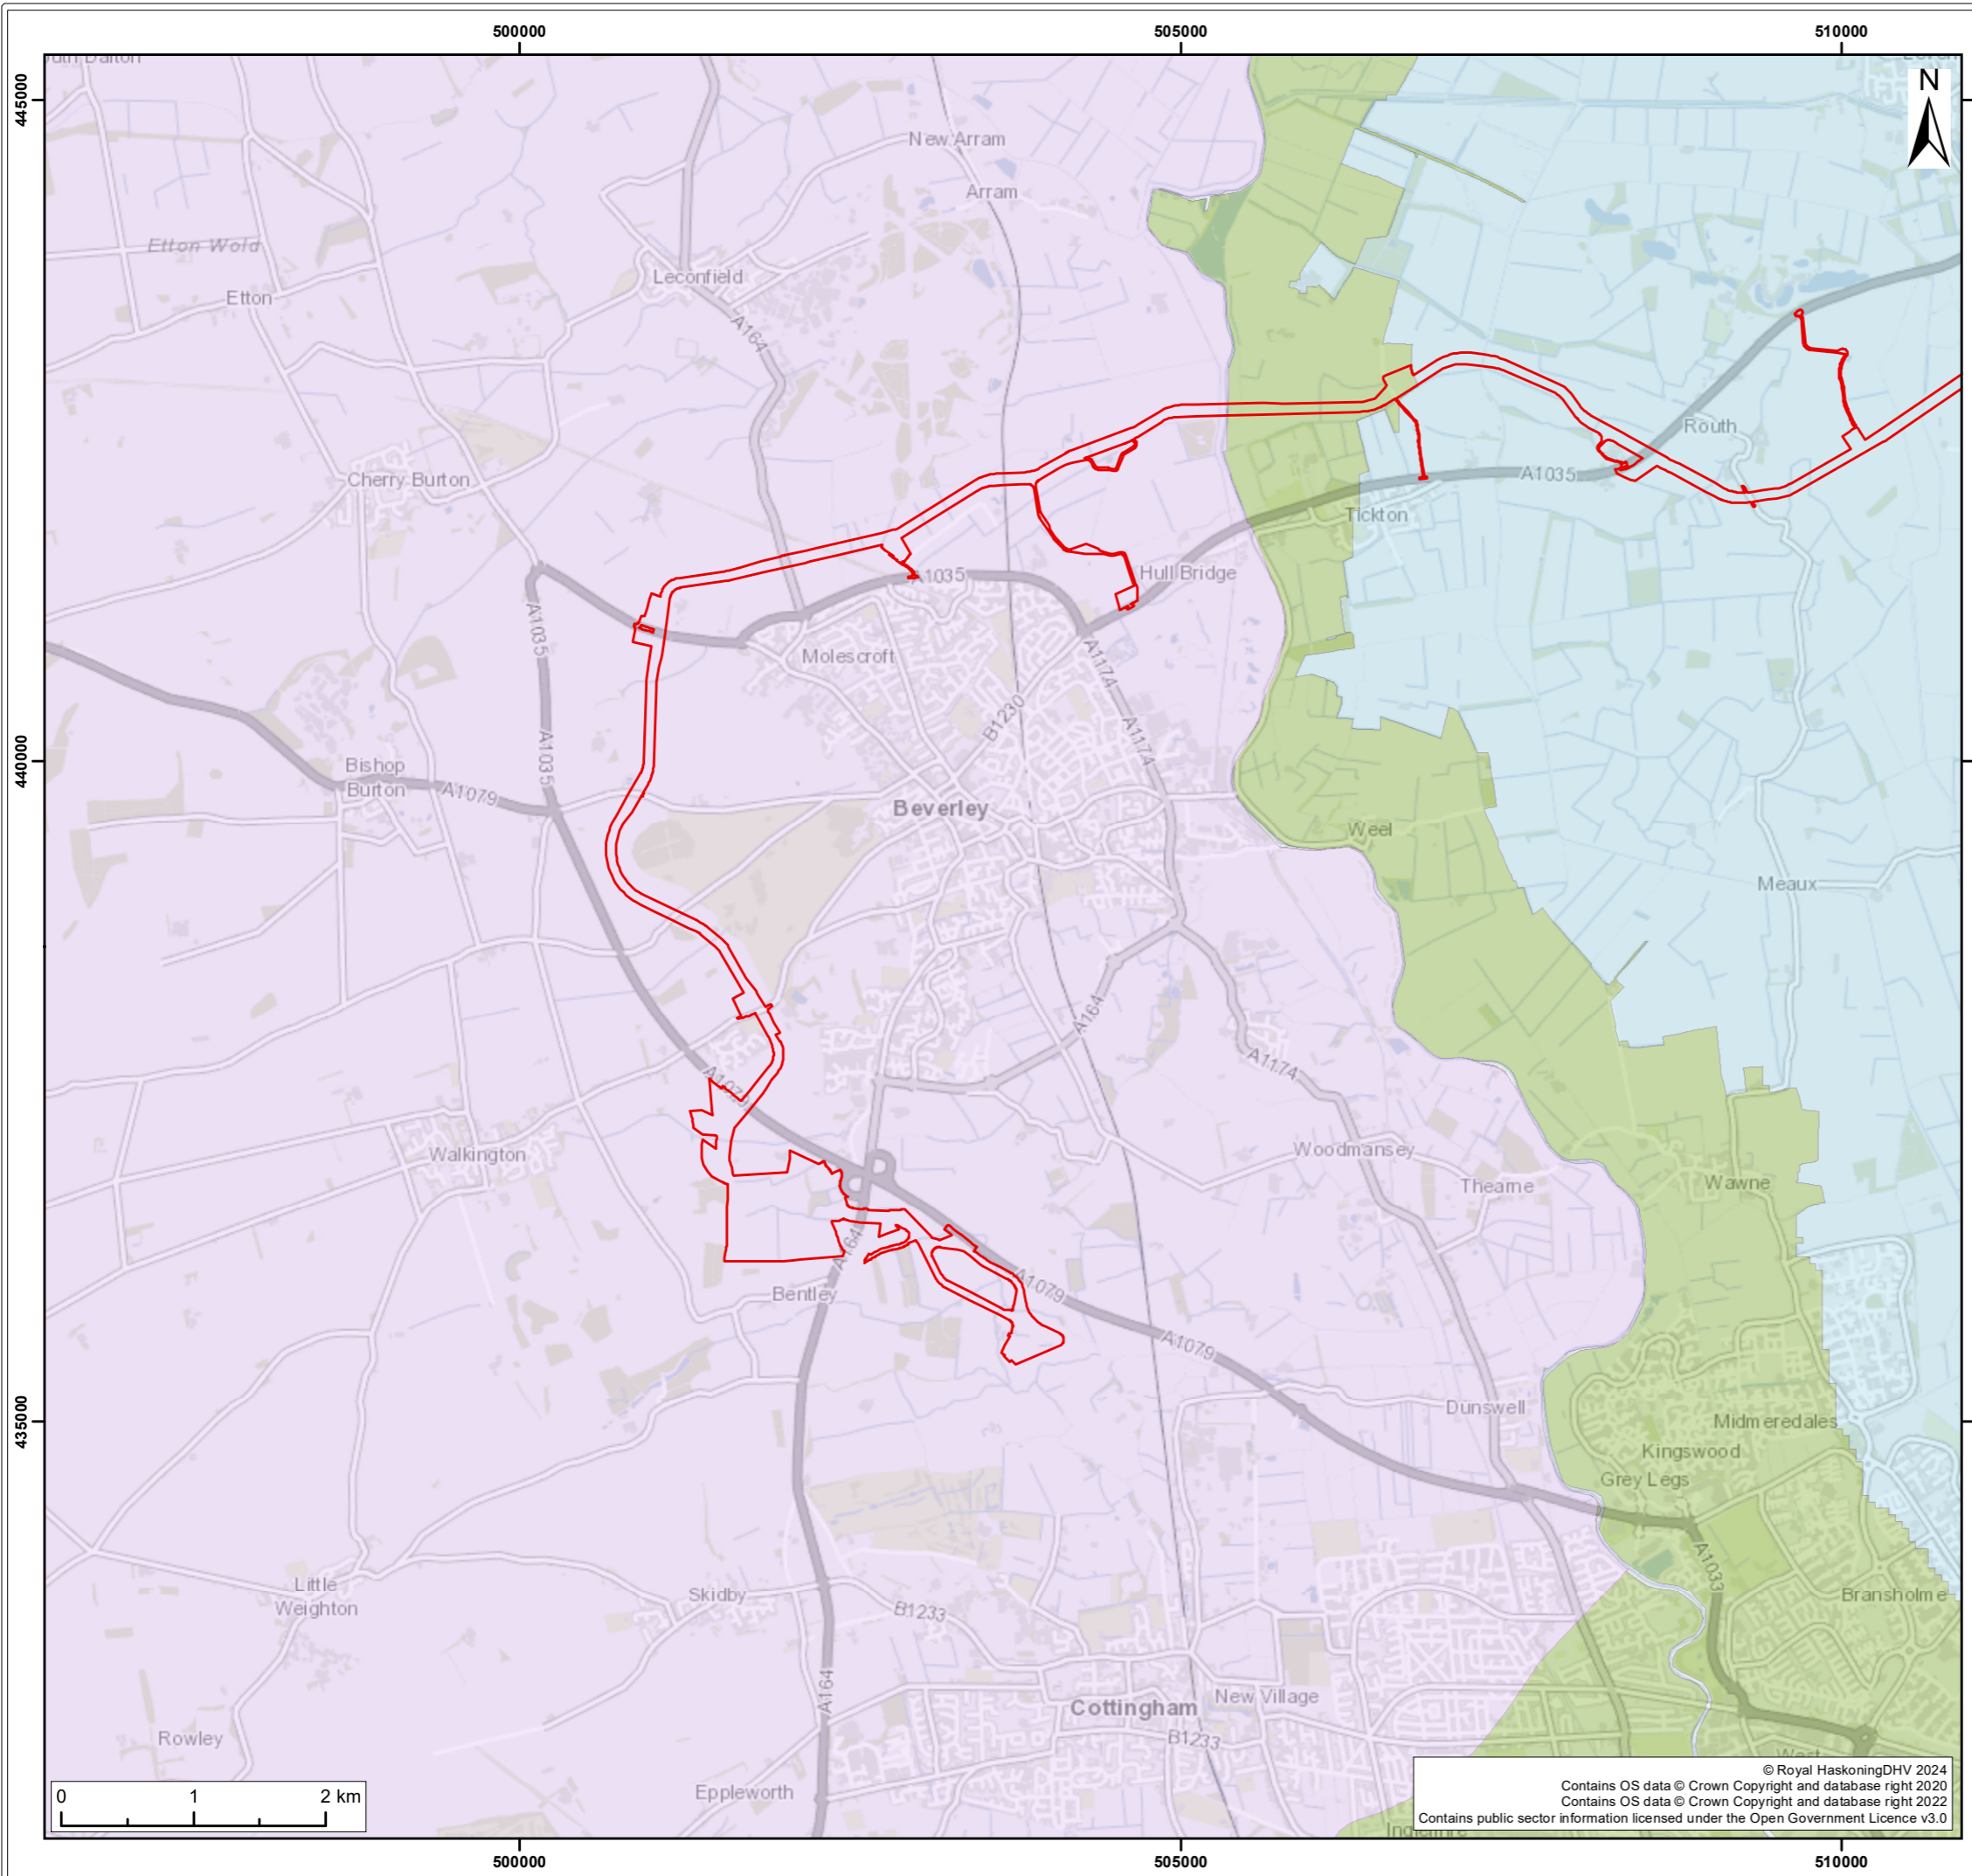 500000
505000
510000
445000
N
New Arram
Arram
Etton Wold
Leconfield
Etton
A164
Routh
Cherry Burton
A1035
Tickton
A1035
Hull Bridge
A1035
Molescroft
A1174
B1230
A1174
Bishop
Burton
A1035
A1079
440000
Beverley
Weel
Meaux
A164
A1174
A1079
Walkington
Woodmansey
Thearne
Wawne
A164
A1079
Bentley
A1079
435000
Dunswell
Midmeredales
Kingswood
Grey Legs
A1033
Little
Weighton
Skidby
B1233
Bransholme
A164
Cottingham
New Village
B1233
Rowley
Eppleworth
0 1 2 km
© Royal HaskoningDHV 2024
Contains OS data © Crown Copyright and database right 2020
Contains OS data © Crown Copyright and database right 2022
Contains public sector information licensed under the Open Government Licence v3.0
500000
505000
510000